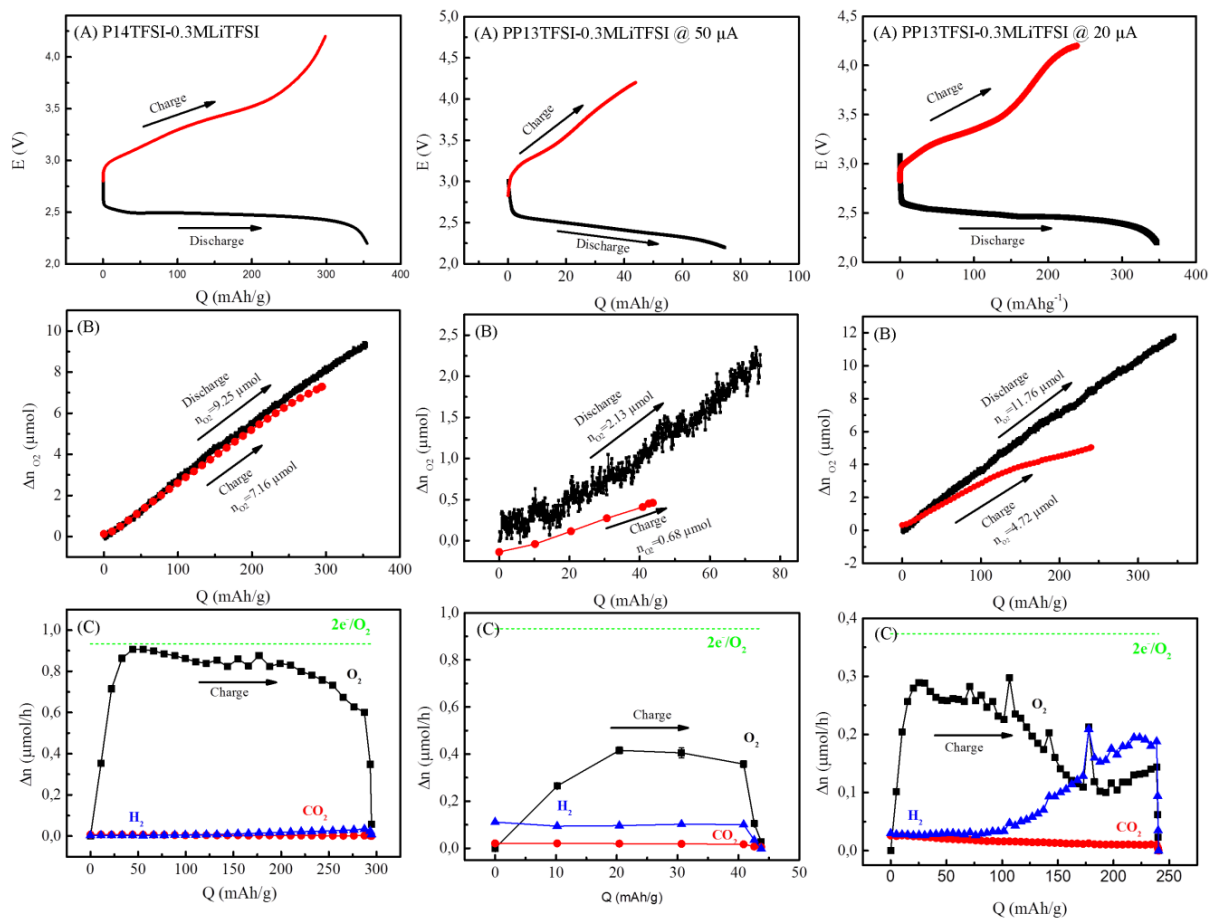 (A) P14TFSI-0.3MLiTFSI
4,0
3,5
3,0
2,5
2,0
E (V)
Charge
Discharge
0
100
200
300
400
Q (mAh/g)
(A) PP13TFSI-0.3MLiTFSI @ 50 µA
5,0
4,5
4,0
3,5
3,0
2,5
2,0
E (V)
Charge
Discharge
0
20
40
60
80
100
Q (mAh/g)
(A) PP13TFSI-0.3MLiTFSI @ 20 µA
4,5
4,0
3,5
3,0
2,5
2,0
E (V)
Charge
Discharge
0
100
200
300
400
Q (mAhg-1)
(B)
10
8
6
4
2
0
Δn O2 (µmol)
Discharge
nO2=9.25 µmol
Charge
nO2=7.16 µmol
0
100
200
300
400
Q (mAh/g)
(B)
2,5
2,0
1,5
1,0
0,5
0,0
Δn O2 (µmol)
Discharge
nO2=2.13 µmol
Charge
nO2=0.68 µmol
0
20
40
60
80
Q (mAh/g)
(B)
12
10
8
6
4
2
0
-2
Δn O2 (µmol)
Discharge
nO2=11.76 µmol
Charge
nO2=4.72 µmol
0
100
200
300
Q (mAh/g)
(C)
1,0
0,8
0,6
0,4
0,2
0,0
Δn (µmol/h)
2e-/O2
O2
Charge
H2
CO2
0
50
100
150
200
250
300
Q (mAh/g)
(C)
1,0
0,8
0,6
0,4
0,2
0,0
Δn (µmol/h)
2e-/O2
Charge
O2
H2
CO2
0
10
20
30
40
50
Q (mAh/g)
(C)
0,4
0,3
0,2
0,1
0,0
Δn (µmol/h)
2e-/O2
O2
Charge
H2
CO2
0
50
100
150
200
250
Q (mAh/g)